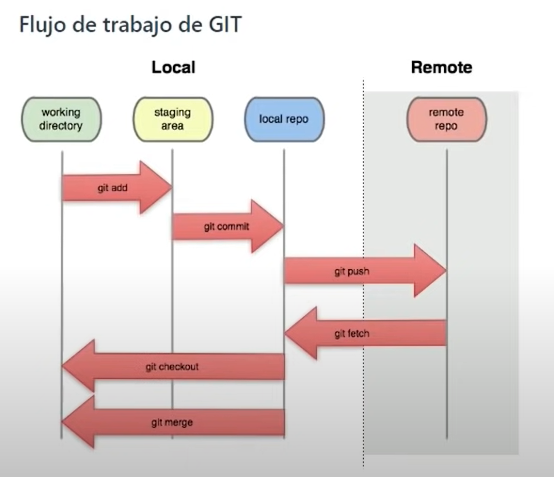 Flujo de trabajo de GIT
Local
Remote
working
directory
staging
area
local repo
remote
repo
git add
git commit
git push
git fetch
git checkout
git merge